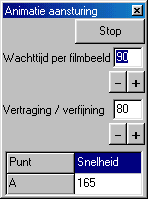 Animatie aansturing
Stop
Wachttijd per filmbeeld 90
- +
Vertraging / verfijning 80
- +
Punt Snelheid
A 165